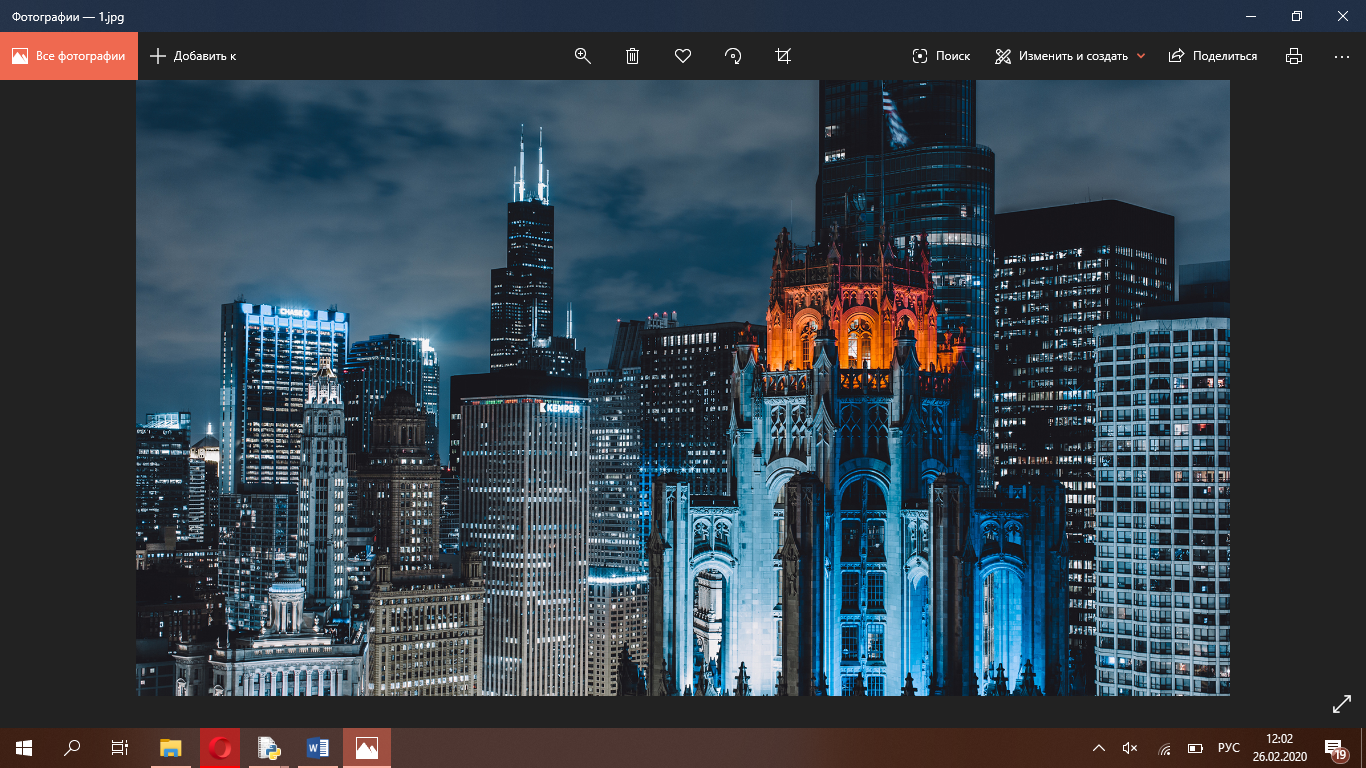 Фотографии — 1.jpg
Все фотографии
Добавить к
Поиск
Изменить и создать
Поделиться
CHASE
KEMPER
РУС
12:02
26.02.2020
19